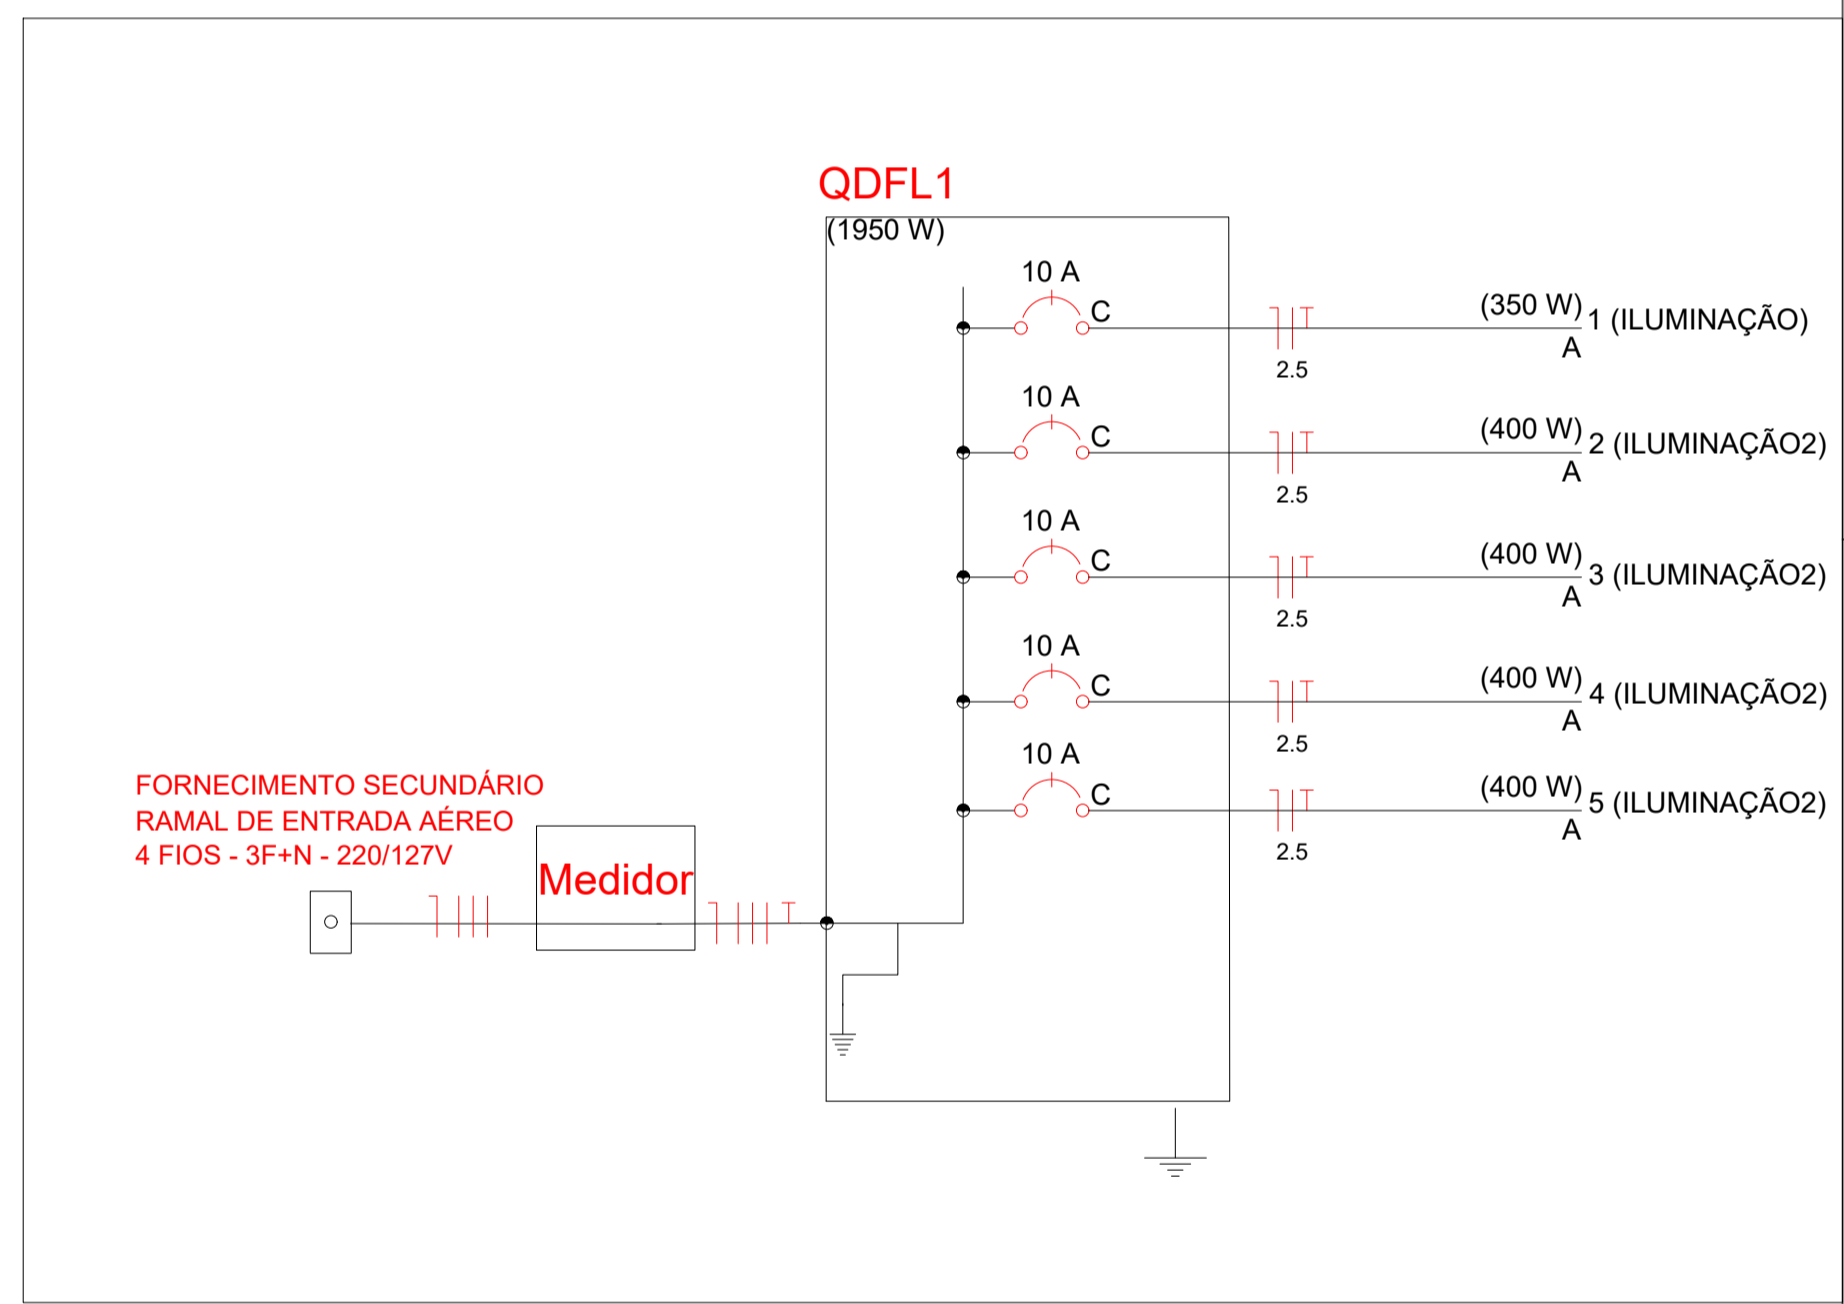 QDFL1
(1950 W)
10 A
C
(350 W)
1 (ILUMINAÇÃO)
A
2.5
10 A
C
(400 W)
2 (ILUMINAÇÃO2)
A
2.5
10 A
C
(400 W)
3 (ILUMINAÇÃO2)
A
2.5
10 A
C
(400 W)
4 (ILUMINAÇÃO2)
A
2.5
10 A
C
(400 W)
5 (ILUMINAÇÃO2)
A
2.5
FORNECIMENTO SECUNDÁRIO
RAMAL DE ENTRADA AÉREO
4 FIOS - 3F+N - 220/127V
Medidor